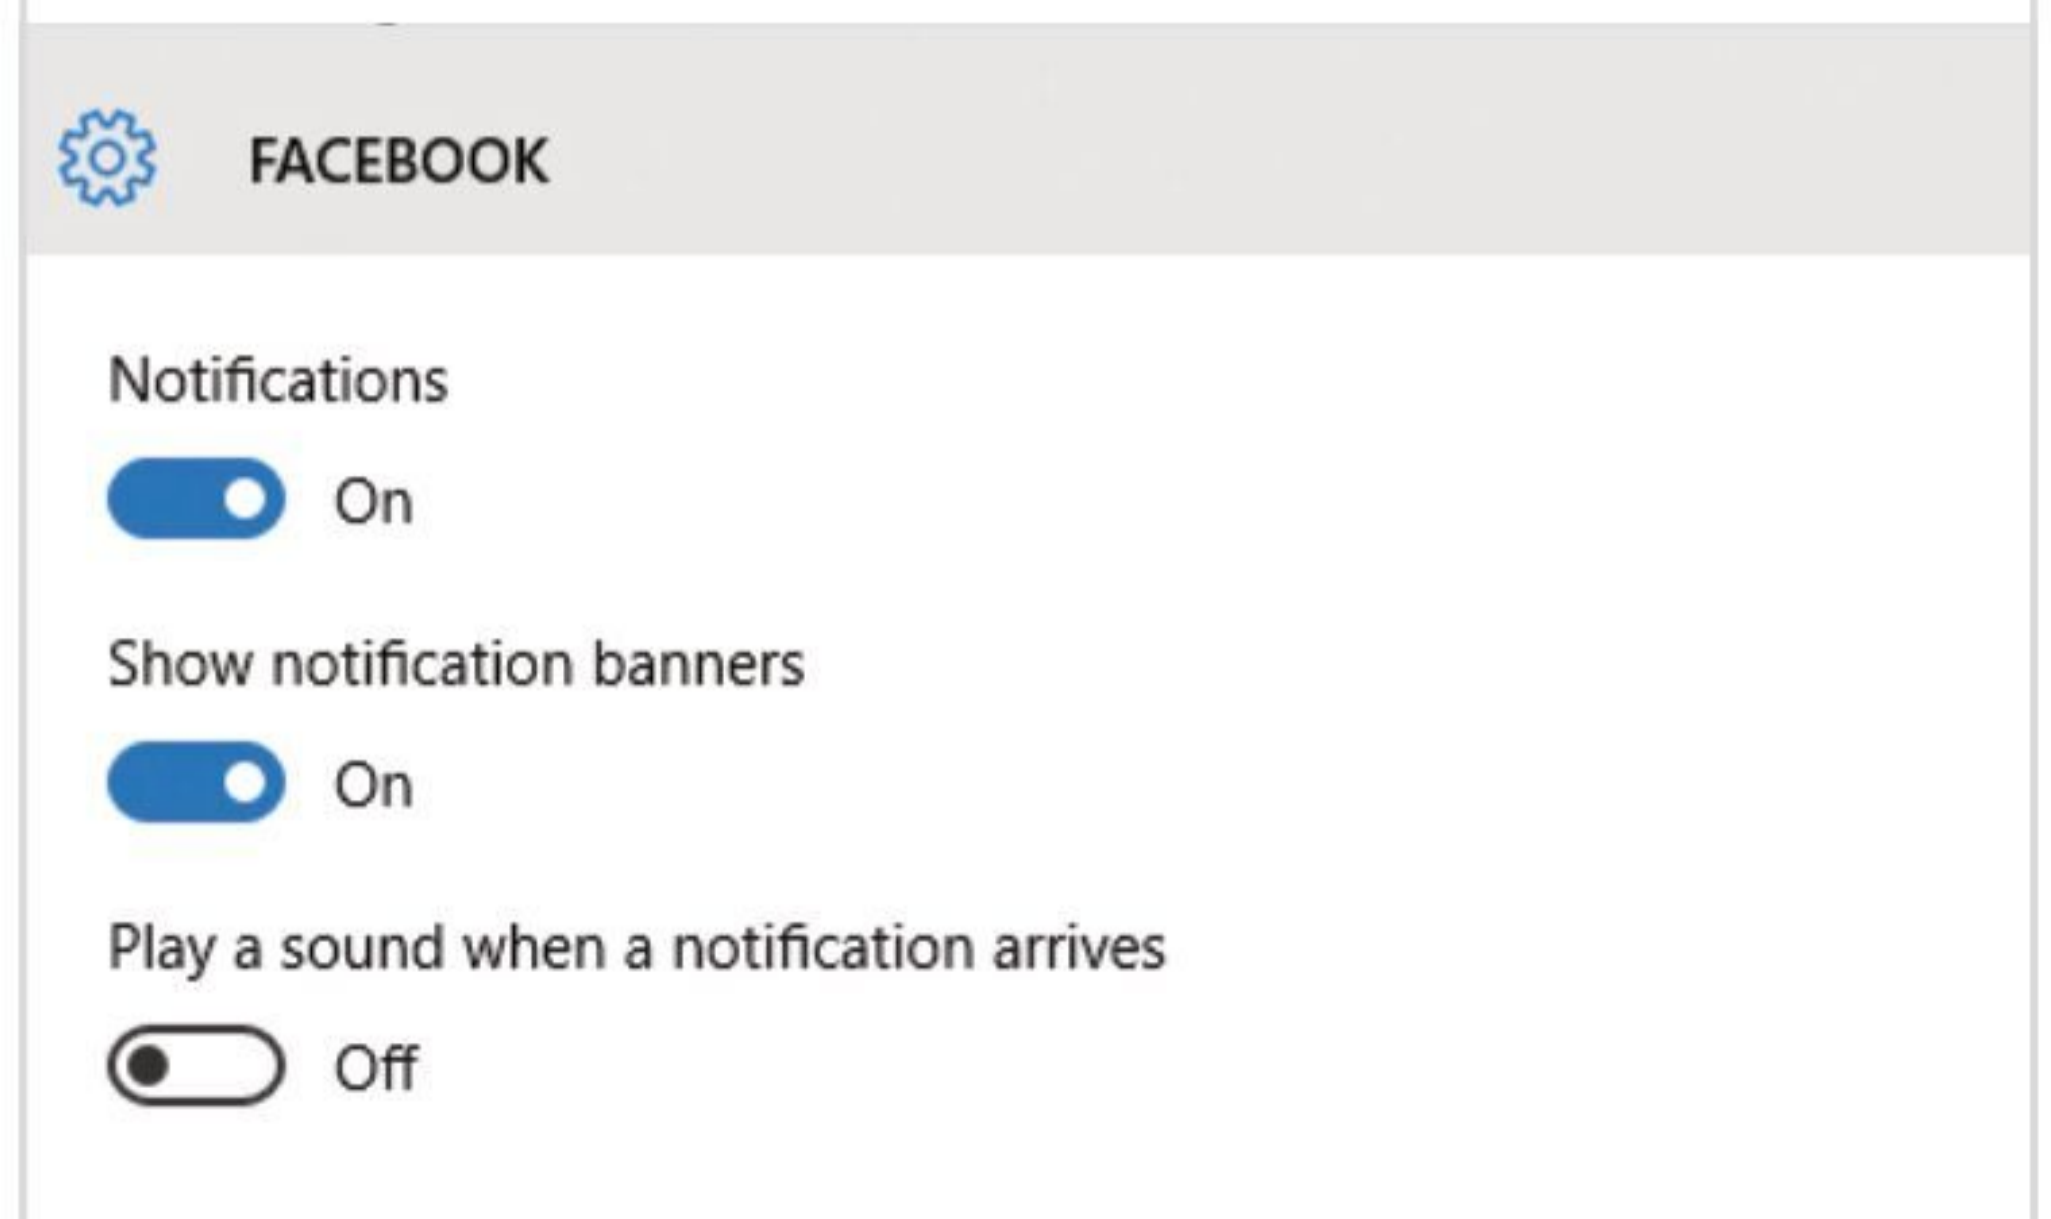 FACEBOOK
Notifications
On
Show notification banners
On
Play a sound when a notification arrives
Off